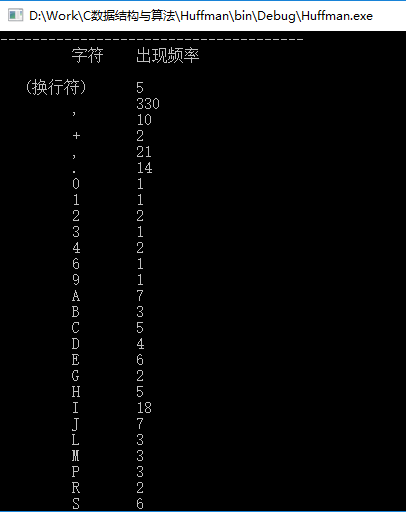 D:\Work\C数据结构与算法\Huffman\bin\Debug\Huffman.exe
--------------------------------------
字符 出现频率
(换行符) 5
330
' 10
+ 2
, 21
. 14
0 1
1 1
2 2
3 1
4 2
6 1
9 1
A 7
B 3
C 5
D 4
E 6
G 2
H 5
I 18
J 7
L 3
M 3
P 3
R 2
S 6